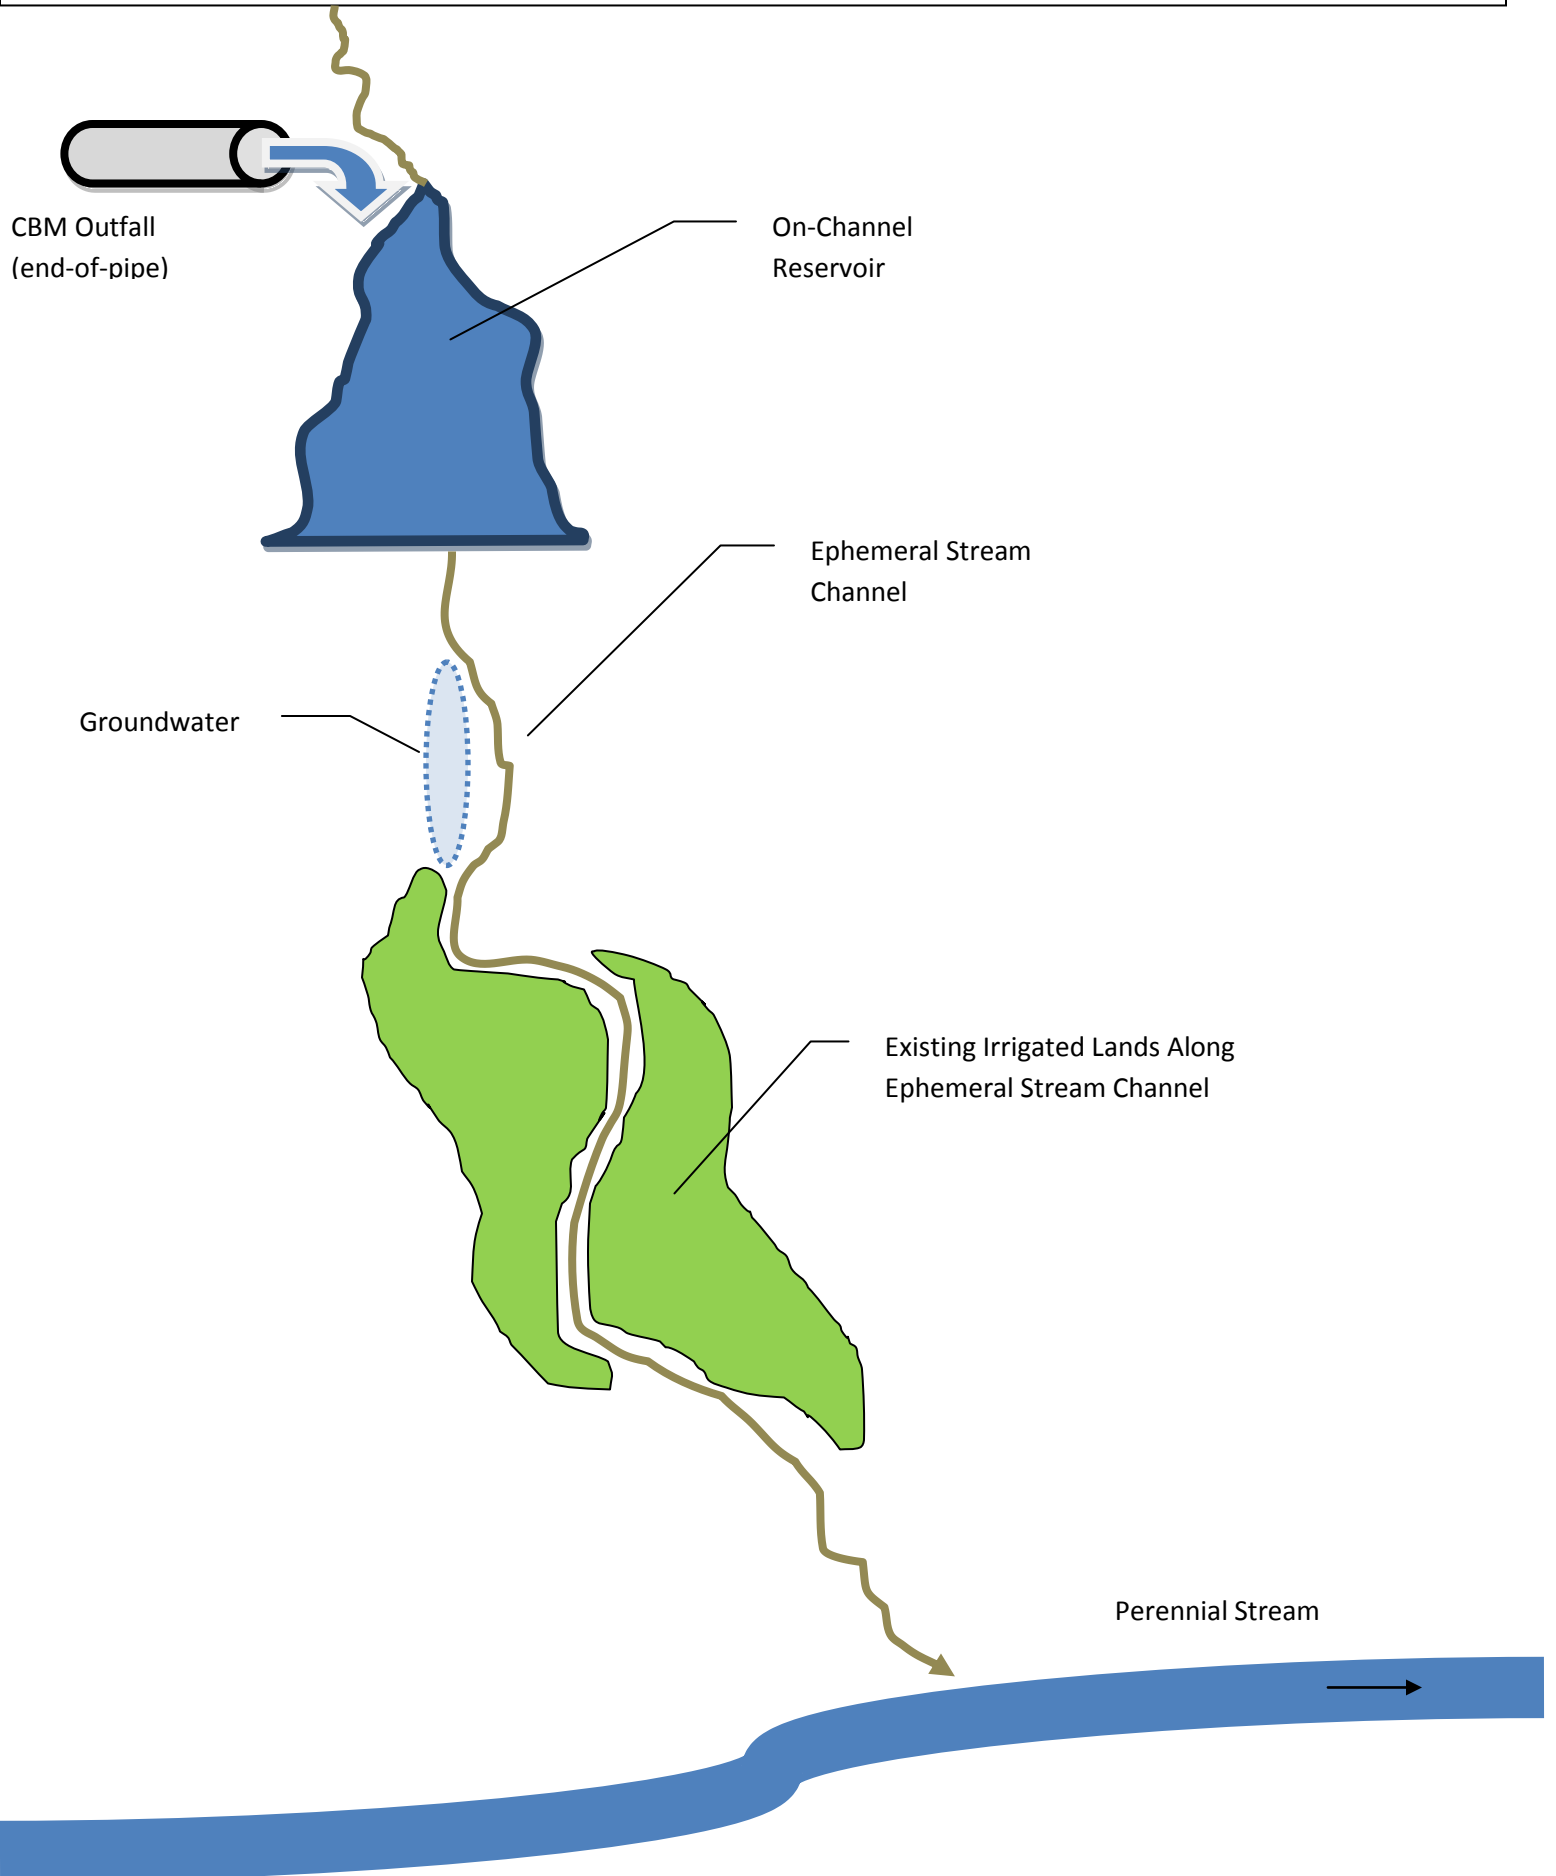 CBM Outfall
(end-of-pipe)
On-Channel
Reservoir
Ephemeral Stream
Channel
Groundwater
Existing Irrigated Lands Along
Ephemeral Stream Channel
Perennial Stream